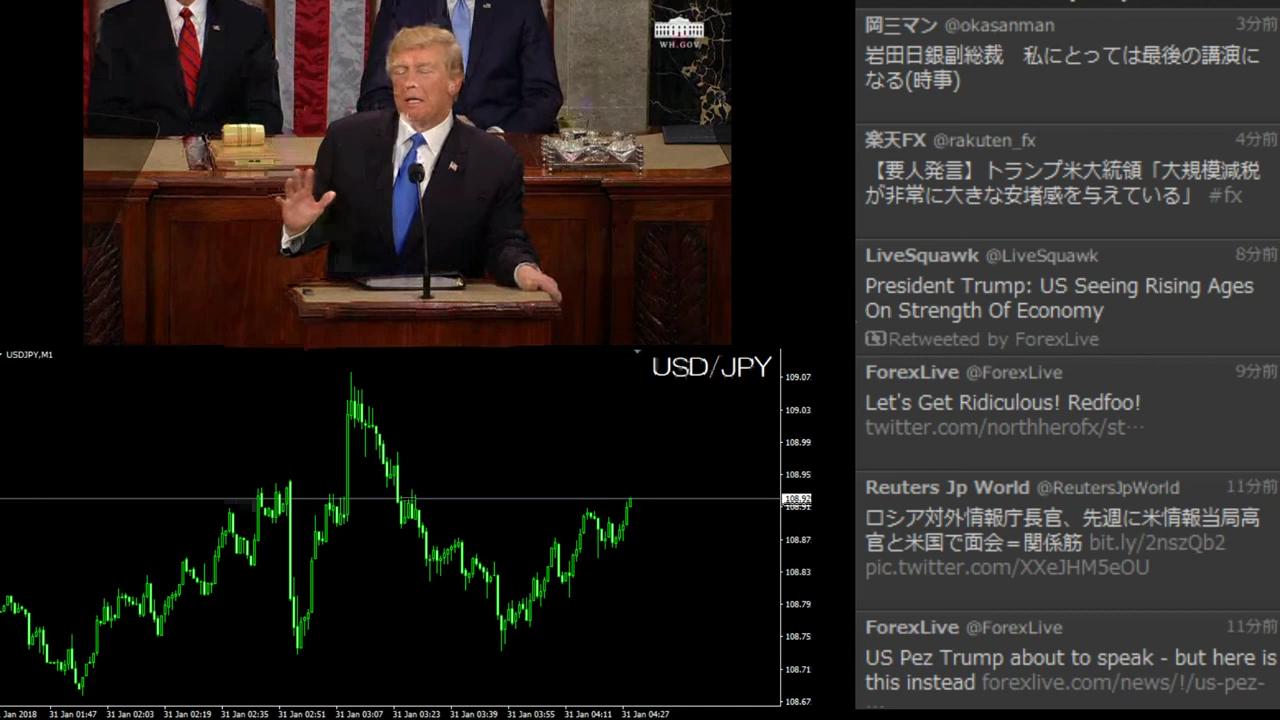 WH.GOV
USDJPY,M1
USD/JPY
109.07
109.03
108.99
108.95
108.92
108.91
108.87
108.83
108.79
108.75
108.71
108.67
Jan 2018
31 Jan 01:47
31 Jan 02:03
31 Jan 02:19
31 Jan 02:35
31 Jan 02:51
31 Jan 03:07
31 Jan 03:23
31 Jan 03:39
31 Jan 03:55
31 Jan 04:11
31 Jan 04:27
岡三マン @okasanman 3分前
岩田日銀副総裁 私にとっては最後の講演に
なる(時事)
楽天FX @rakuten_fx 4分前
【要人発言】トランプ米大統領「大規模減税
が非常に大きな安堵感を与えている」 #fx
LiveSquawk @LiveSquawk 8分前
President Trump: US Seeing Rising Ages
On Strength Of Economy
Retweeted by ForexLive
ForexLive @ForexLive 9分前
Let's Get Ridiculous! Redfoo!
twitter.com/northherofx/st…
Reuters Jp World @ReutersJpWorld 11分前
ロシア対外情報庁長官、先週に米情報当局高
官と米国で面会＝関係筋 bit.ly/2nszQb2
pic.twitter.com/XXeJHM5eOU
ForexLive @ForexLive 11分前
US Pez Trump about to speak - but here is
this instead forexlive.com/news/!/us-pez-
…